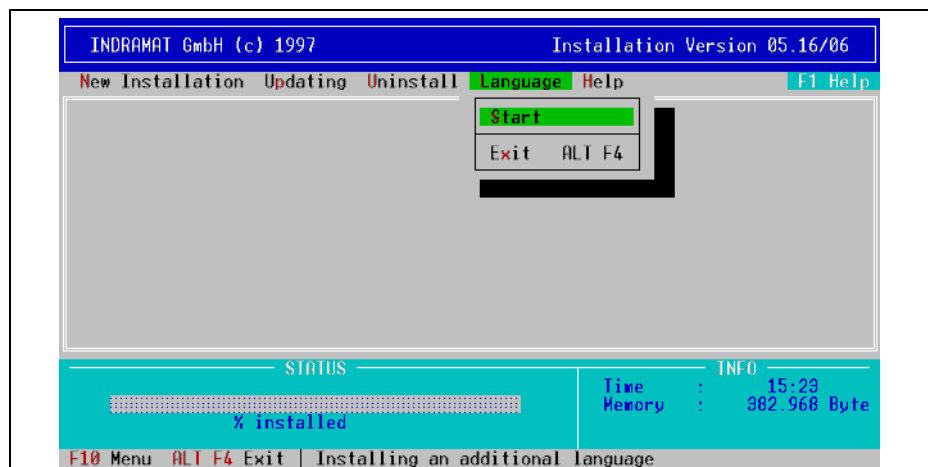 INDRAMAT GmbH (c) 1997 Installation Version 05.16/06
New Installation Updating Uninstall Language Help F1 Help
Start
Exit ALT F4
STATUS INFO
Time : 15:23
Memory : 382.968 Byte
% installed
F10 Menu ALT F4 Exit | Installing an additional language